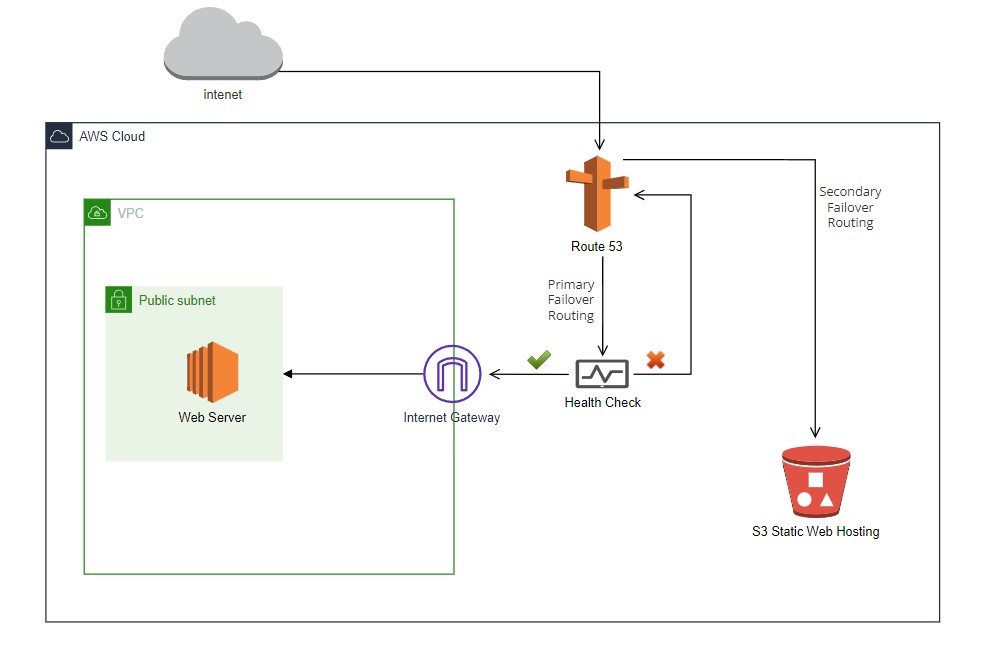 intenet
AWS Cloud
Secondary
Failover
Routing
VPC
Route 53
Primary
Failover
Routing
Public subnet
Web Server
Internet Gateway
Health Check
S3 Static Web Hosting